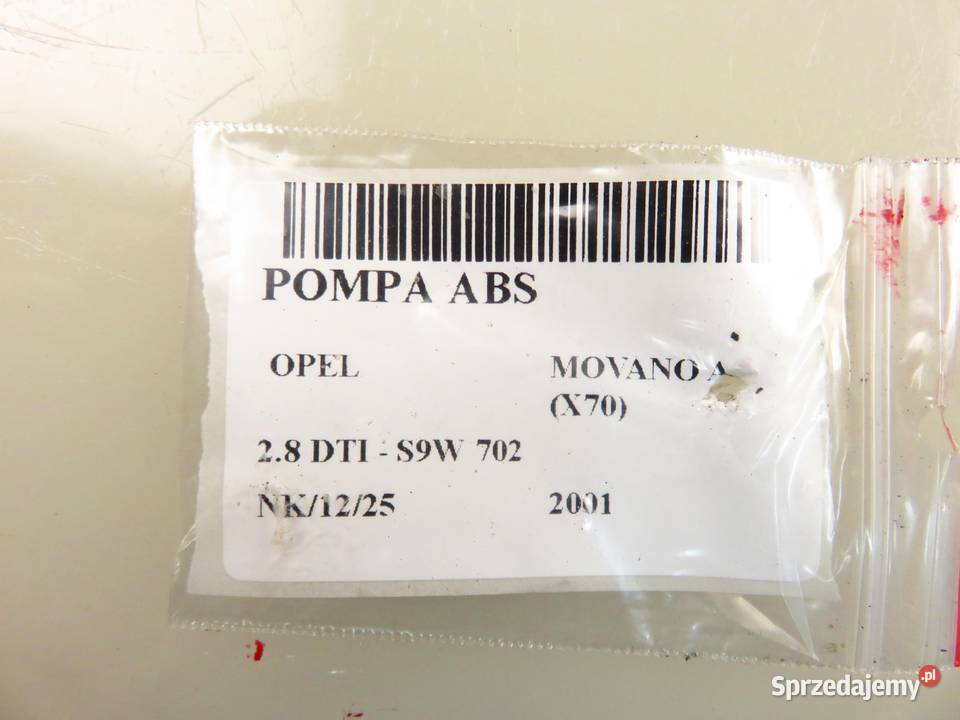 POMPA ABS
OPEL MOVANO A
(X70)
2.8 DTI - S9W 702
NK/12/25 2001
Sprzedajemy.pl